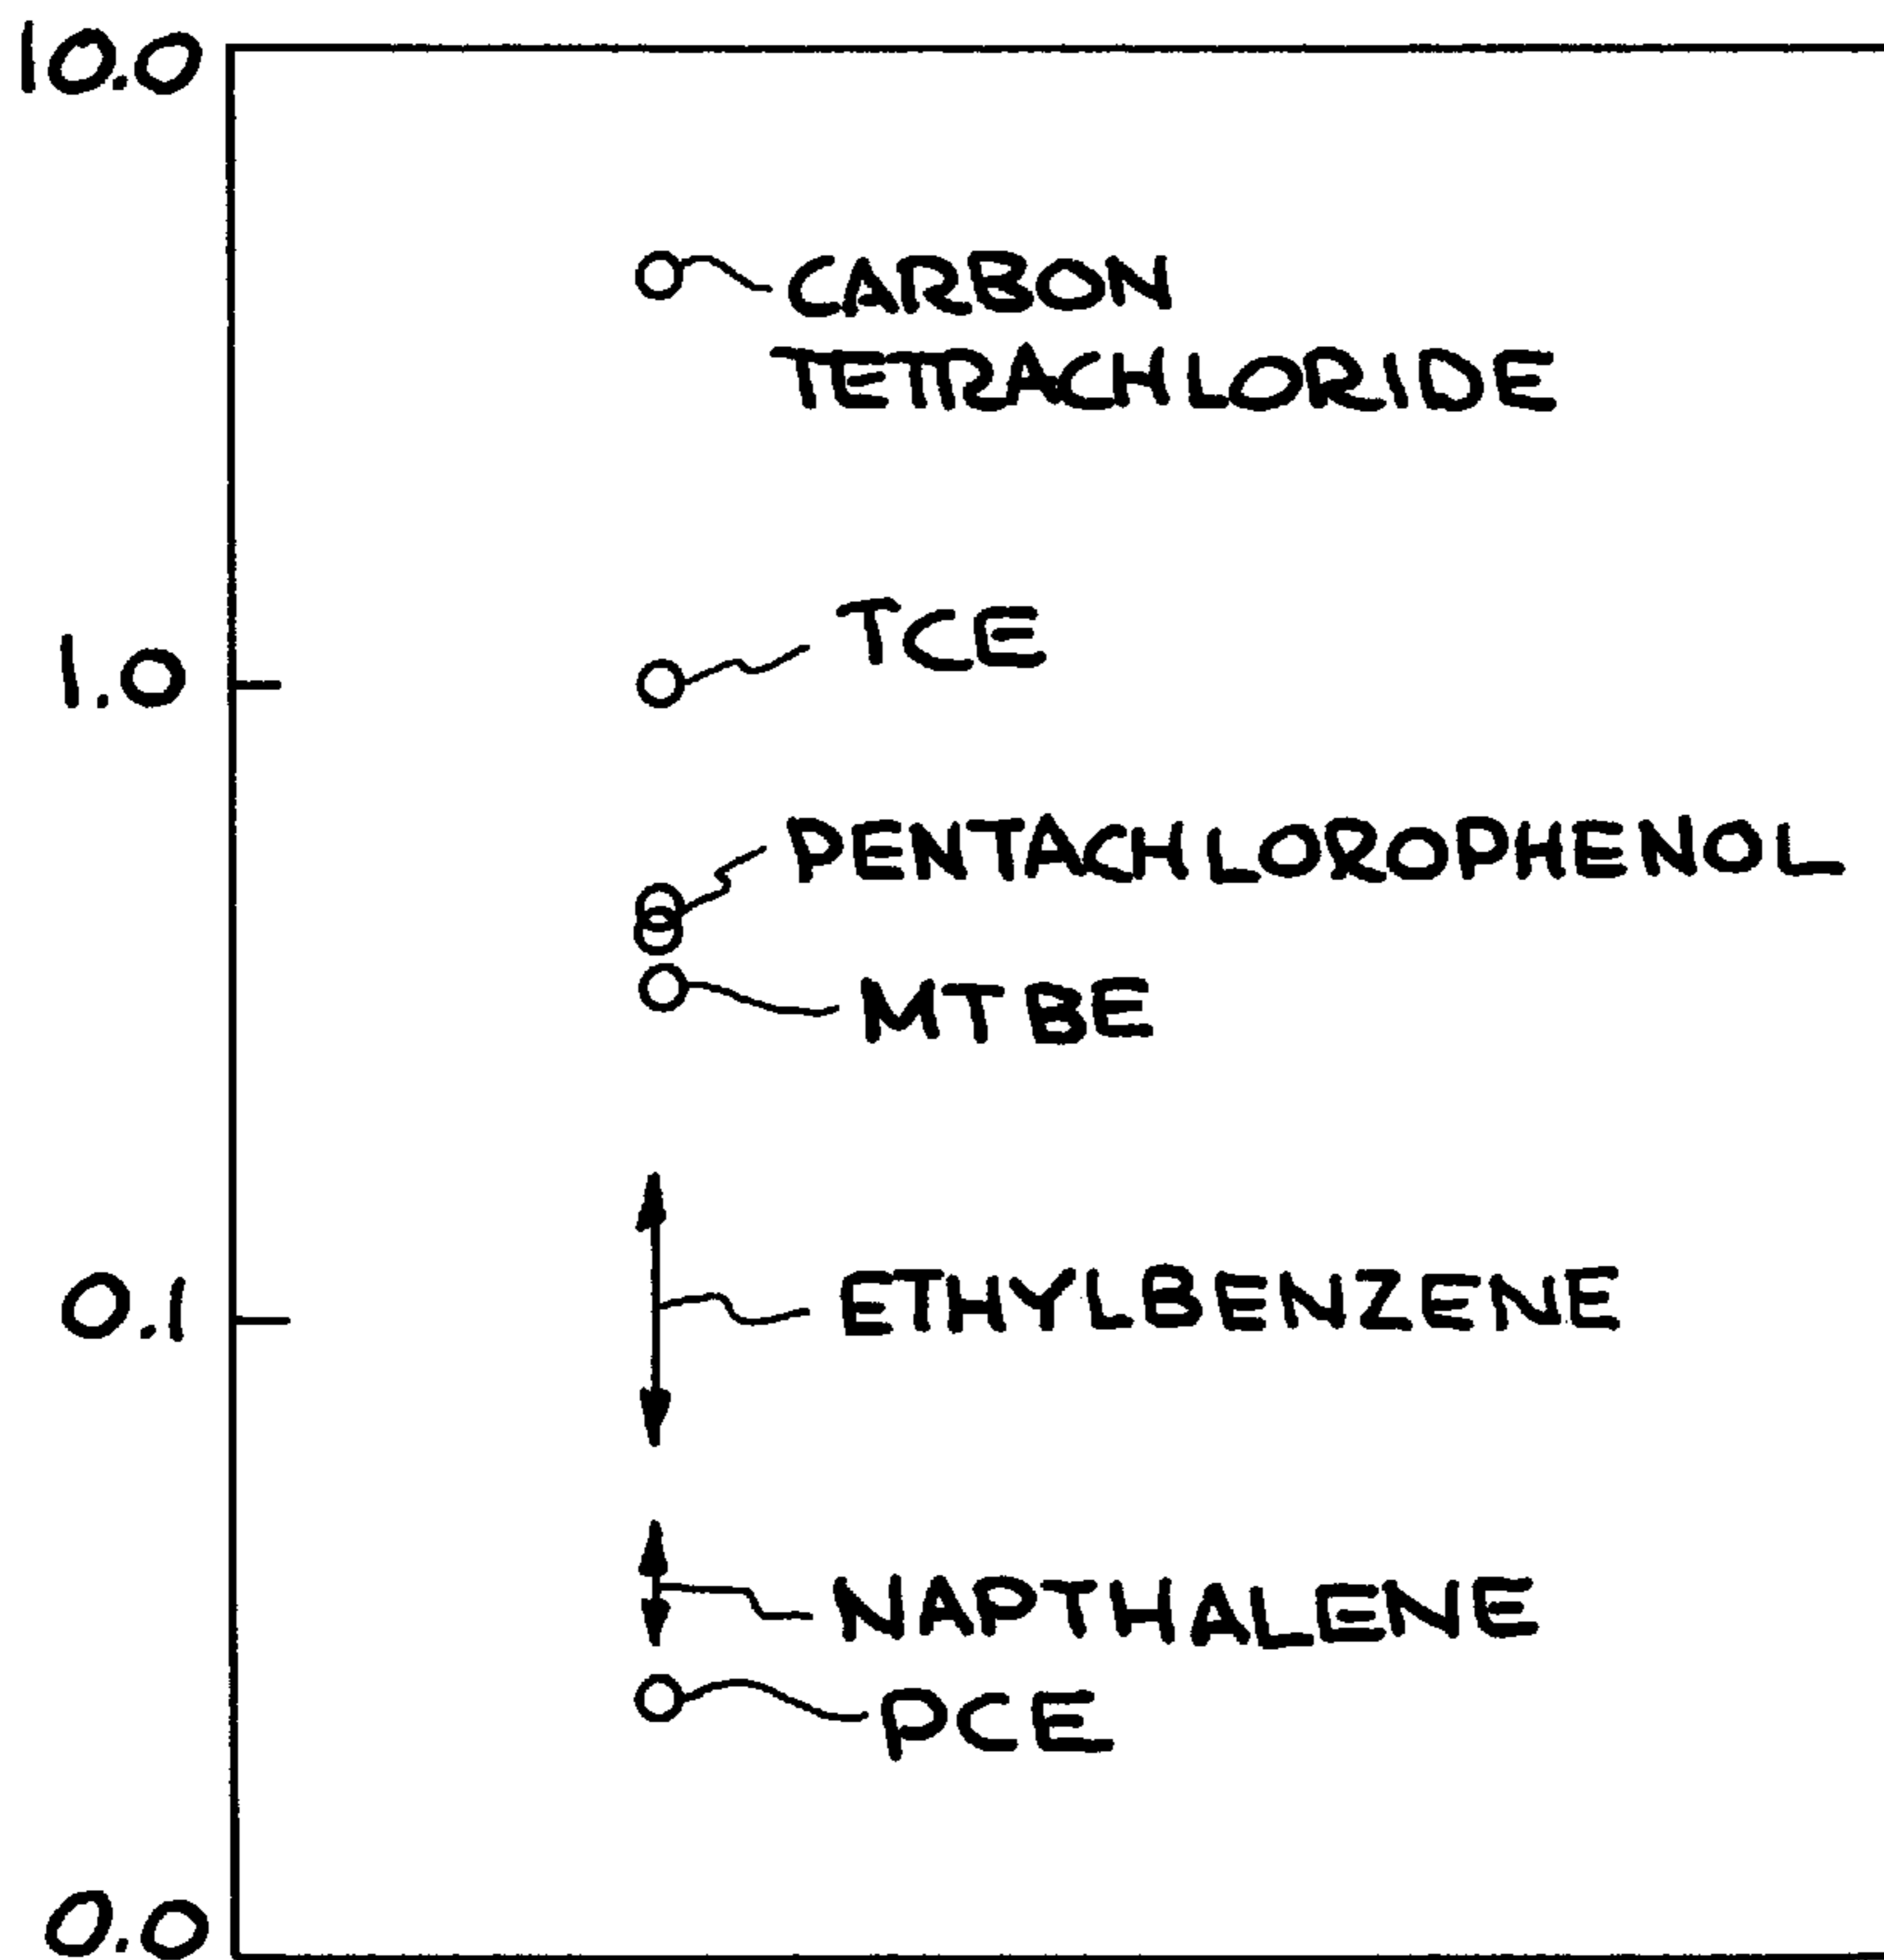 10.0
CARBON
TETRACHLORIDE
TCE
1.0
PENTACHLOROPHENOL
MTBE
ETHYLBENZENE
0.1
NAPTHALENE
PCE
0.0